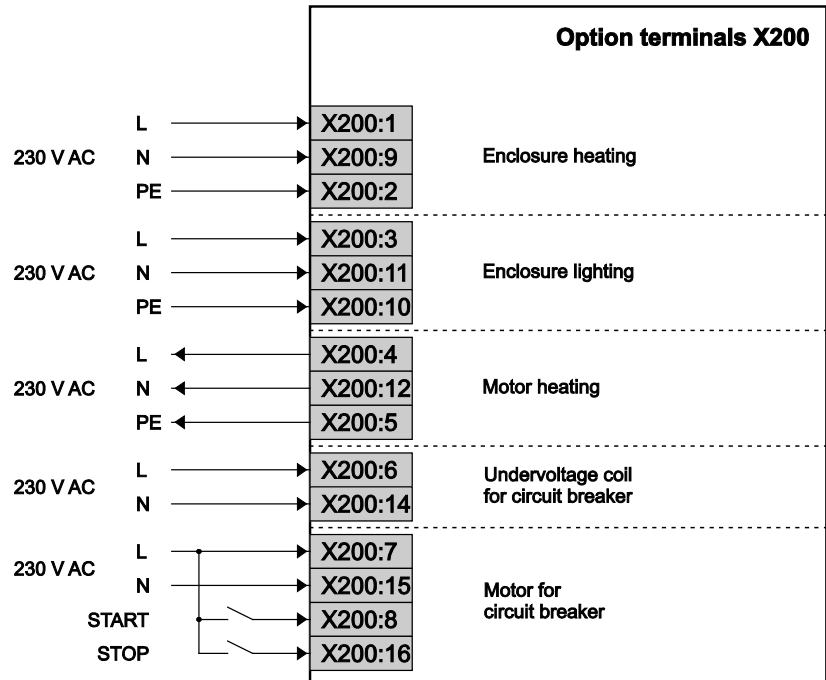 Option terminals X200
L X200:1
230 V AC N X200:9 Enclosure heating
PE X200:2
L X200:3
230 V AC N X200:11 Enclosure lighting
PE X200:10
L X200:4
230 V AC N X200:12 Motor heating
PE X200:5
L X200:6
230 V AC Undervoltage coil
for circuit breaker
N X200:14
L X200:7
230 V AC
N X200:15
Motor for
circuit breaker
START X200:8
STOP X200:16